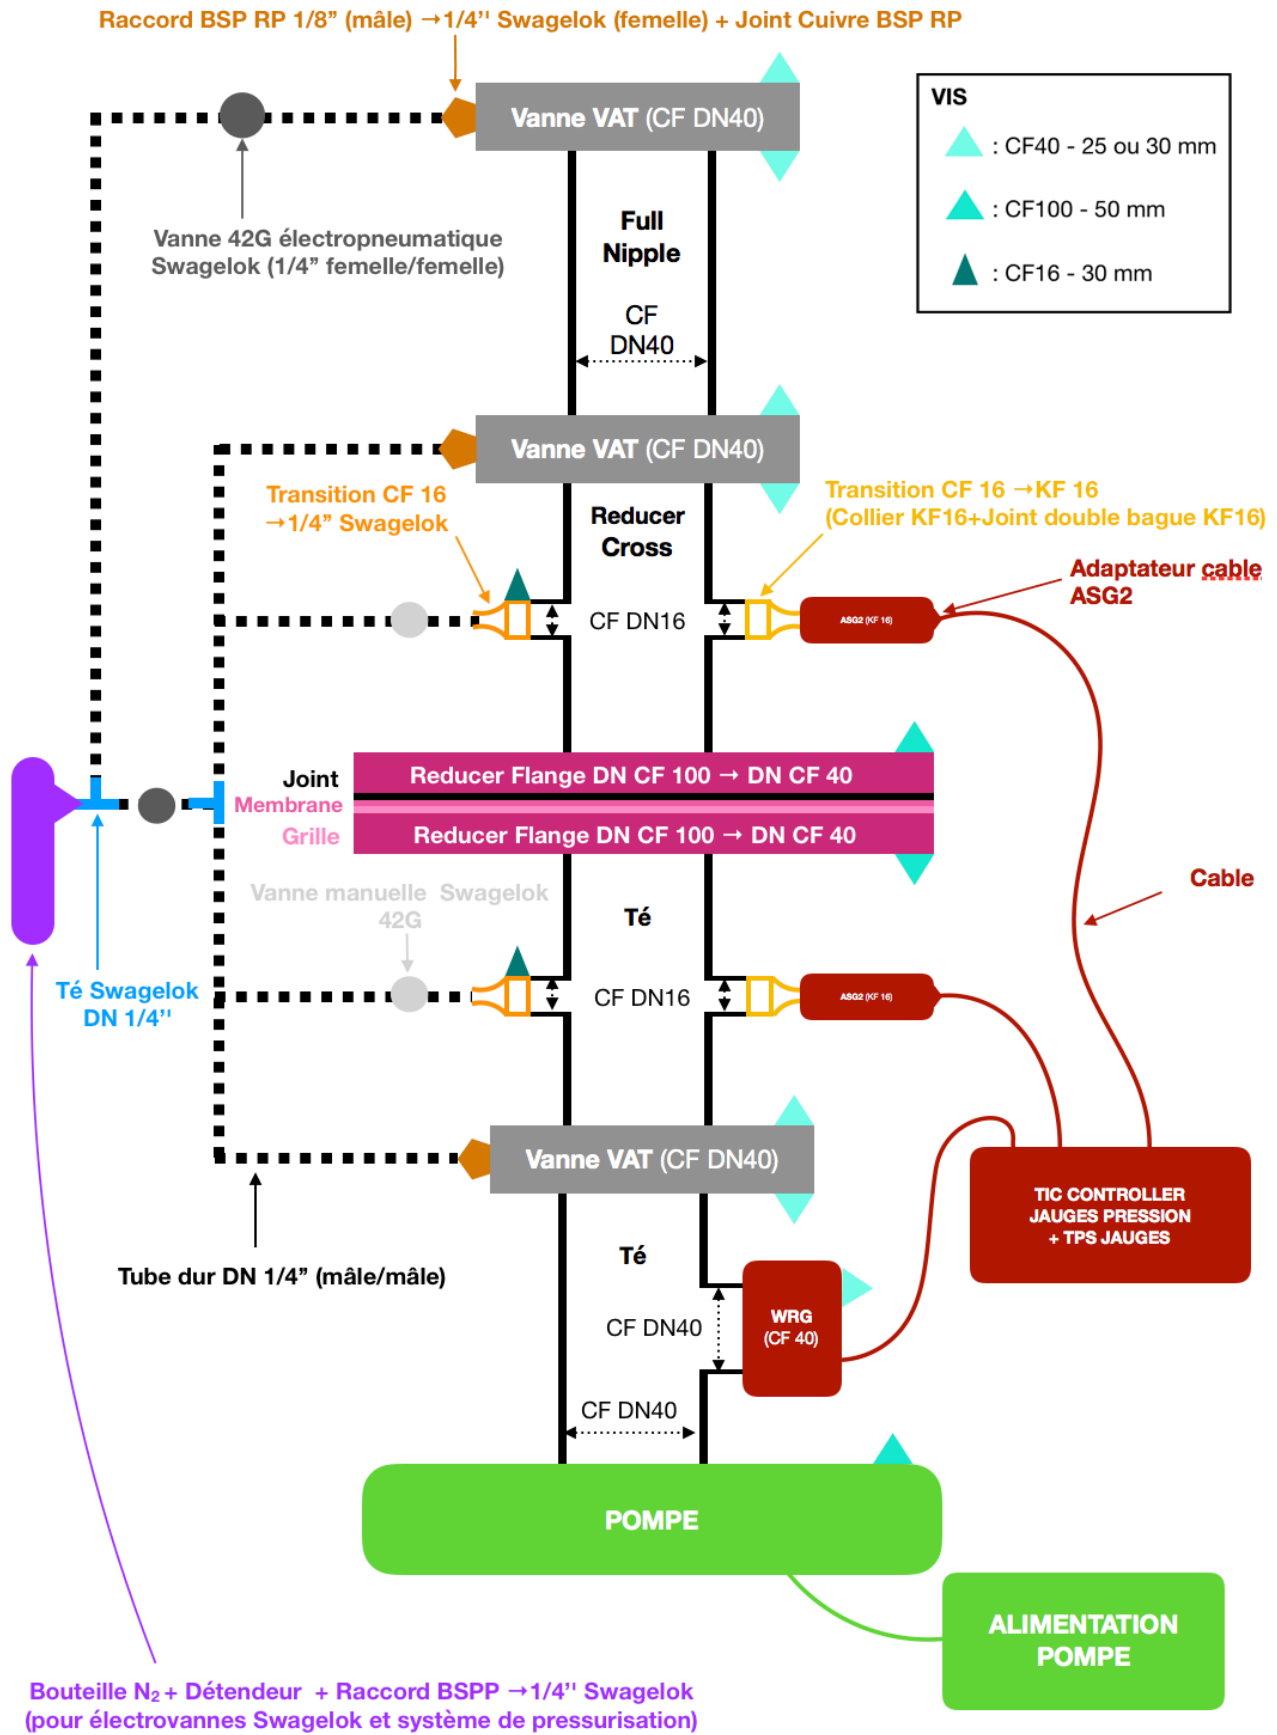 Raccord BSP RP 1/8” (mâle) →1/4'' Swagelok (femelle) + Joint Cuivre BSP RP
Vanne VAT (CF DN40)
VIS
: CF40 - 25 ou 30 mm
: CF100 - 50 mm
: CF16 - 30 mm
Vanne 42G électropneumatique
Swagelok (1/4” femelle/femelle)
Full
Nipple
CF
DN40
Vanne VAT (CF DN40)
Transition CF 16
→1/4” Swagelok
Reducer
Cross
Transition CF 16 →KF 16
(Collier KF16+Joint double bague KF16)
Adaptateur cable
ASG2
CF DN16
ASG2 (KF 16)
Joint
Membrane
Grille
Reducer Flange DN CF 100 → DN CF 40
Reducer Flange DN CF 100 → DN CF 40
Vanne manuelle Swagelok
42G
Té
Cable
Té Swagelok
DN 1/4''
CF DN16
ASG2 (KF 16)
Vanne VAT (CF DN40)
TIC CONTROLLER
JAUGES PRESSION
+ TPS JAUGES
Tube dur DN 1/4” (mâle/mâle)
Té
CF DN40
WRG
(CF 40)
CF DN40
POMPE
ALIMENTATION
POMPE
Bouteille N₂ + Détendeur + Raccord BSPP →1/4'' Swagelok
(pour électrovannes Swagelok et système de pressurisation)